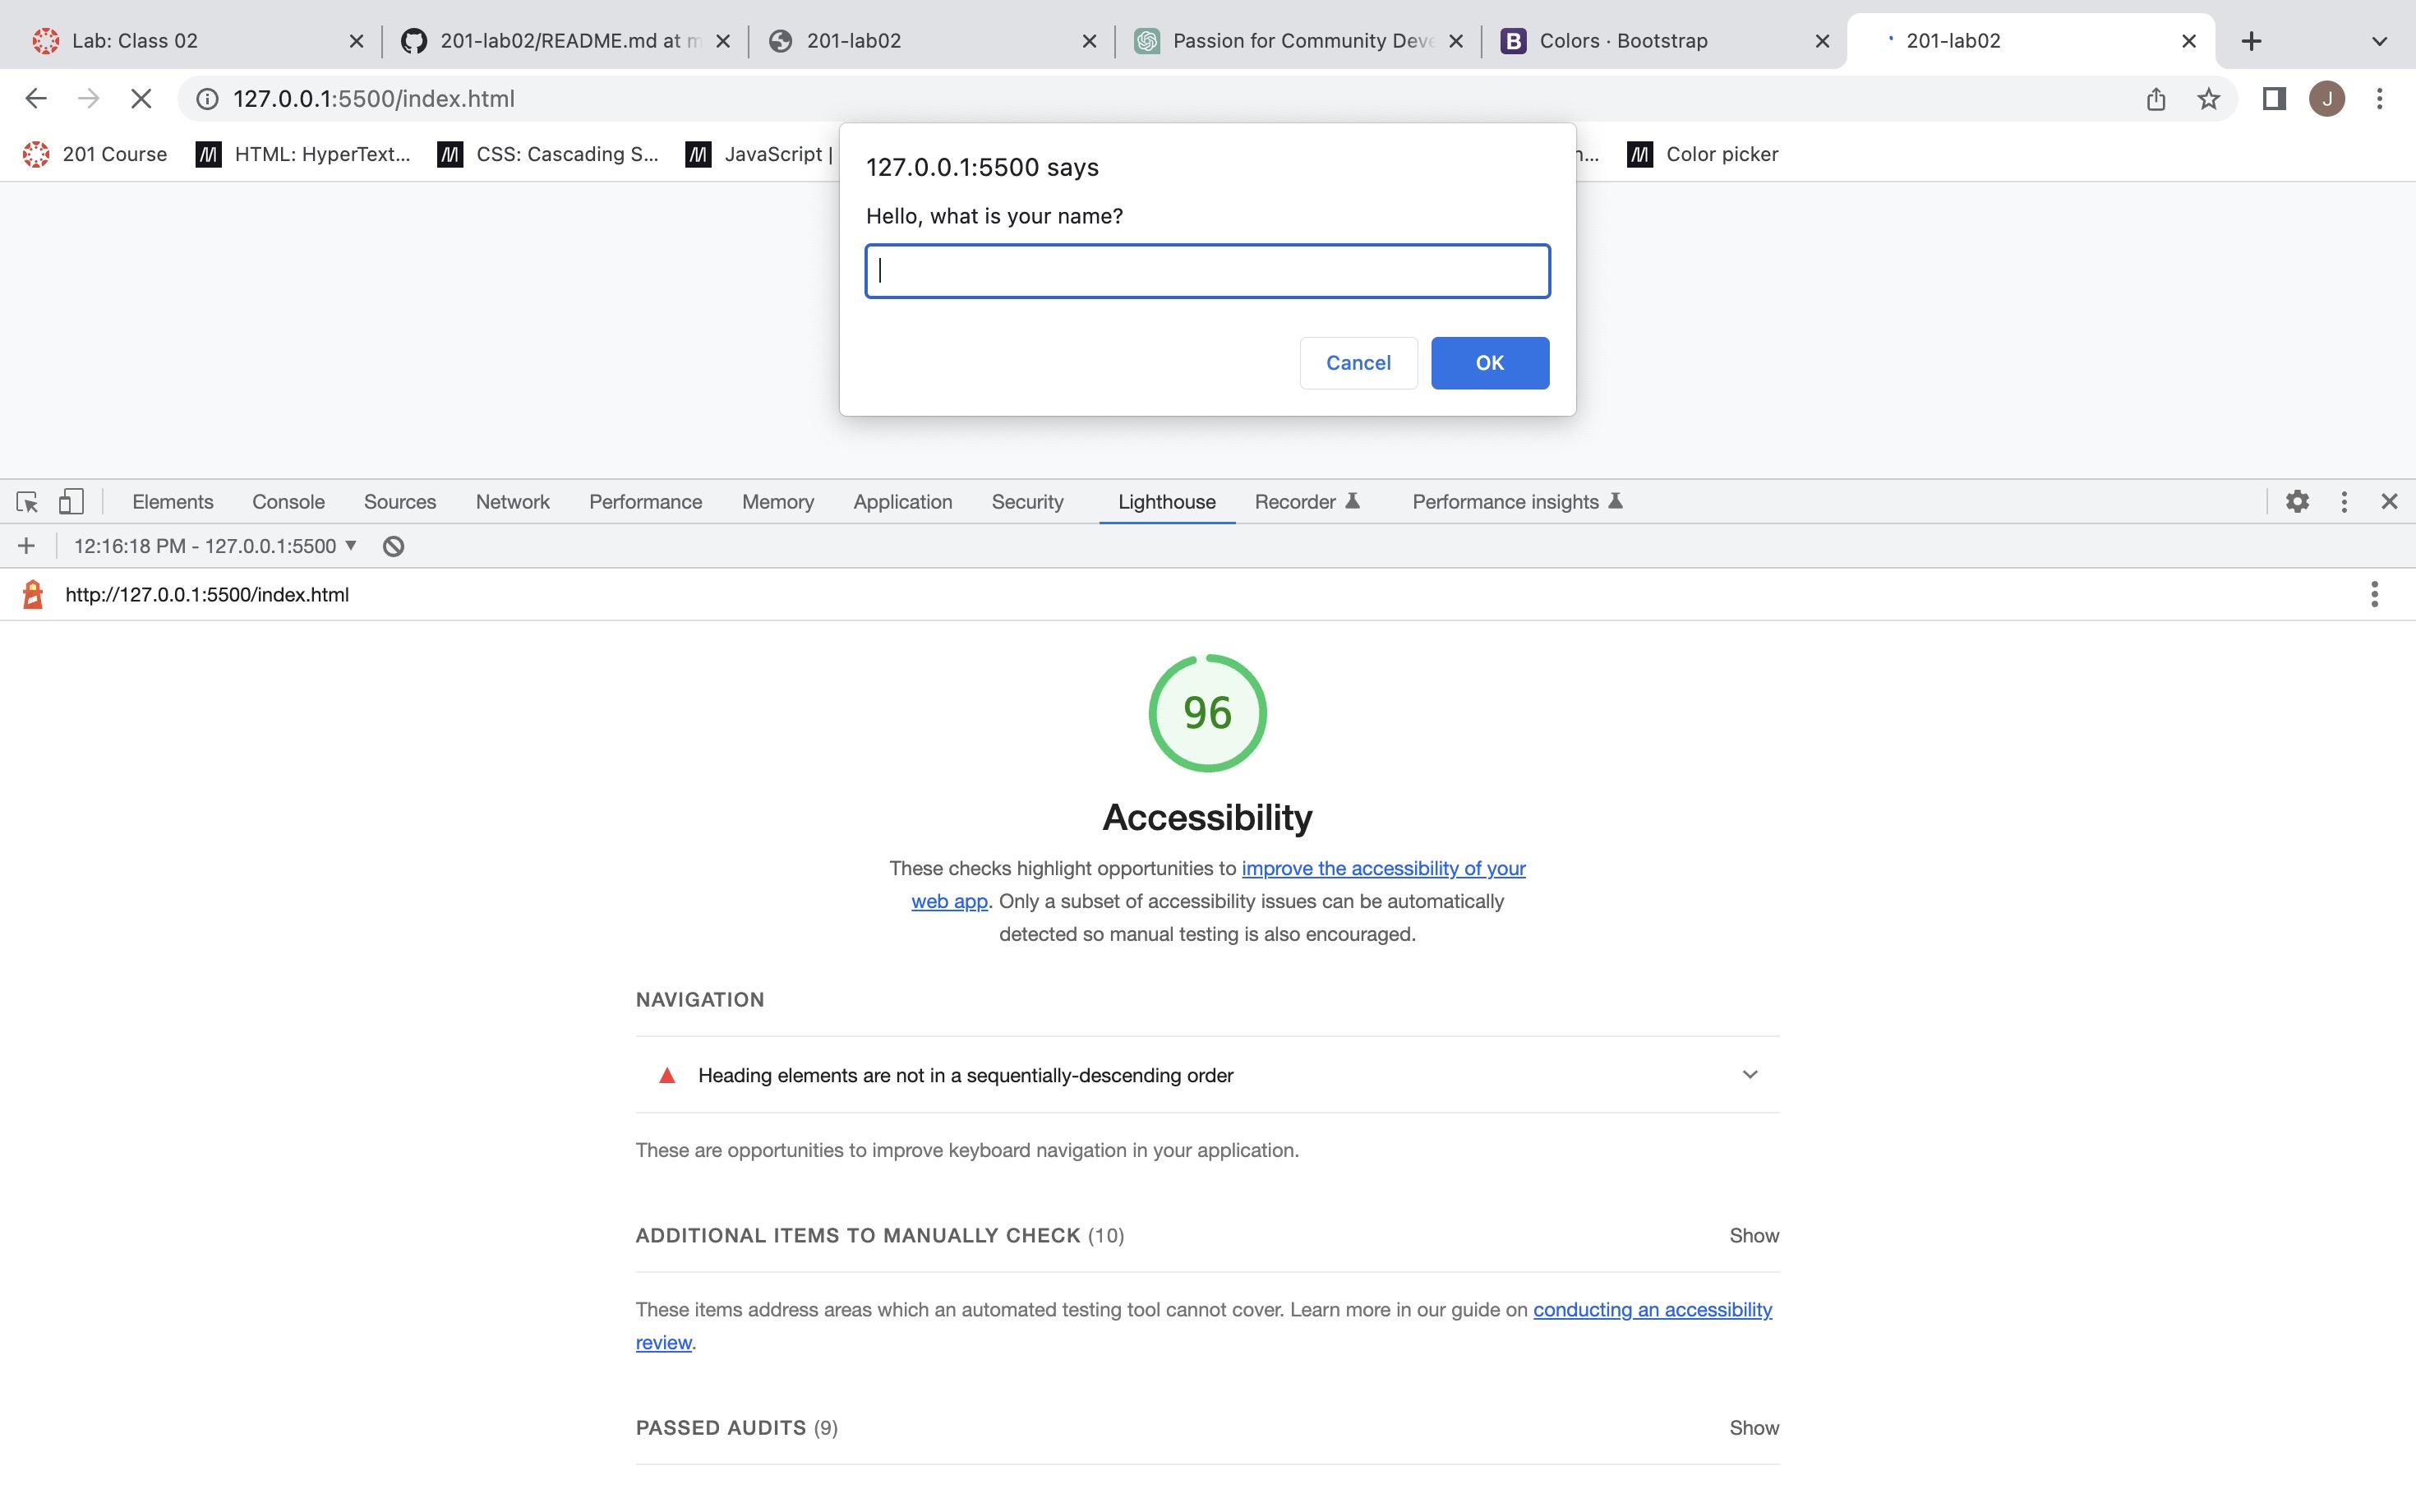 Lab: Class 02
201-lab02/README.md at m
201-lab02
Passion for Community Deve
Colors · Bootstrap
201-lab02
127.0.0.1:5500/index.html
J
201 Course
HTML: HyperText...
CSS: Cascading S...
JavaScript |
Color picker
127.0.0.1:5500 says
Hello, what is your name?
Cancel
OK
Elements
Console
Sources
Network
Performance
Memory
Application
Security
Lighthouse
Recorder
Performance insights
12:16:18 PM - 127.0.0.1:5500
http://127.0.0.1:5500/index.html
96
Accessibility
These checks highlight opportunities to improve the accessibility of your
web app. Only a subset of accessibility issues can be automatically
detected so manual testing is also encouraged.
NAVIGATION
Heading elements are not in a sequentially-descending order
These are opportunities to improve keyboard navigation in your application.
ADDITIONAL ITEMS TO MANUALLY CHECK (10)
Show
These items address areas which an automated testing tool cannot cover. Learn more in our guide on conducting an accessibility
review.
PASSED AUDITS (9)
Show